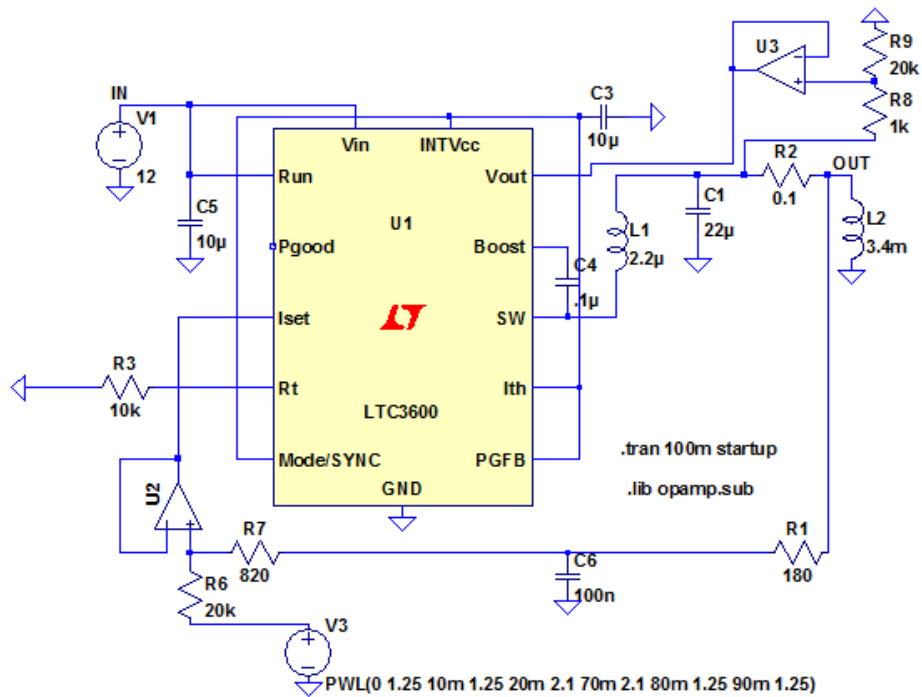 IN
V1
12
C5
10µ
R3
10k
U2
R6
20k
R7
820
V3
PWL(0 1.25 10m 1.25 20m 2.1 70m 2.1 80m 1.25 90m 1.25)
Vin
INTVcc
Run
Vout
U1
Pgood
Boost
Iset
SW
Rt
Ith
LTC3600
Mode/SYNC
PGFB
GND
C3
10µ
C4
.1µ
L1
2.2µ
C1
22µ
R2
0.1
OUT
L2
3.4m
U3
R9
20k
R8
1k
.tran 100m startup
.lib opamp.sub
C6
100n
R1
180